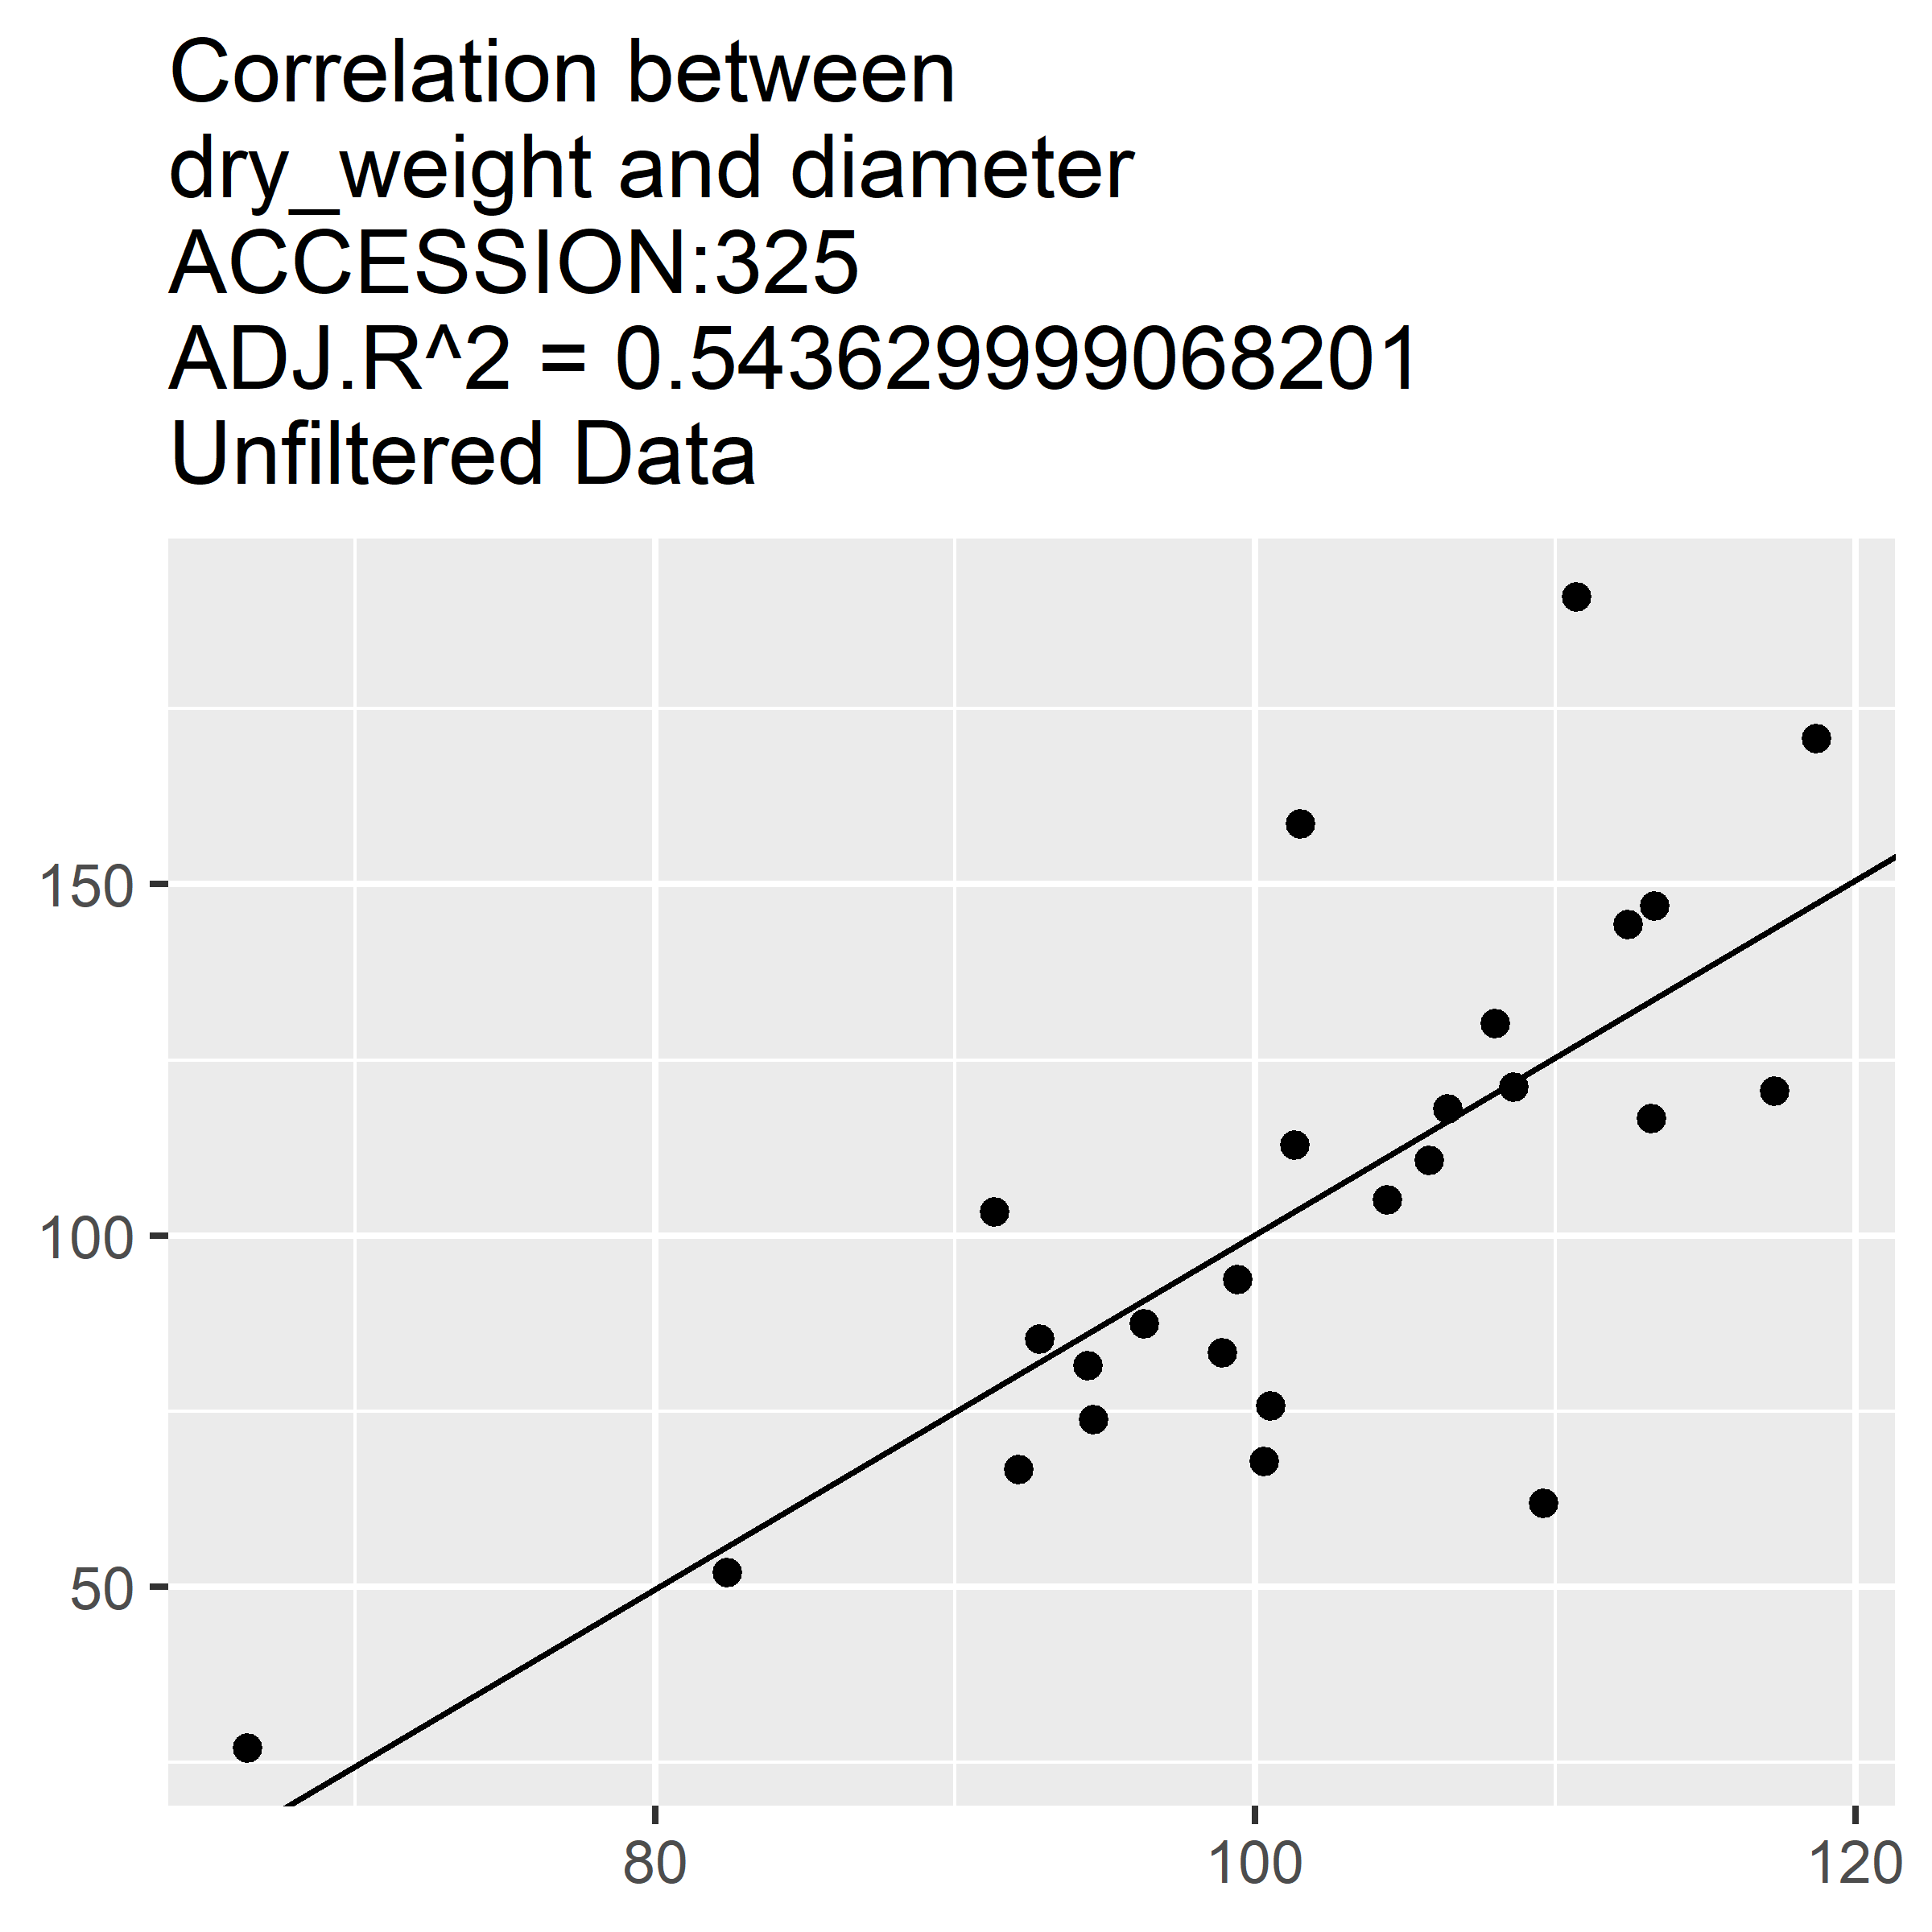 Correlation between
dry_weight and diameter
ACCESSION:325
ADJ.R^2 = 0.543629999068201
Unfiltered Data
150
100
50
80
100
120